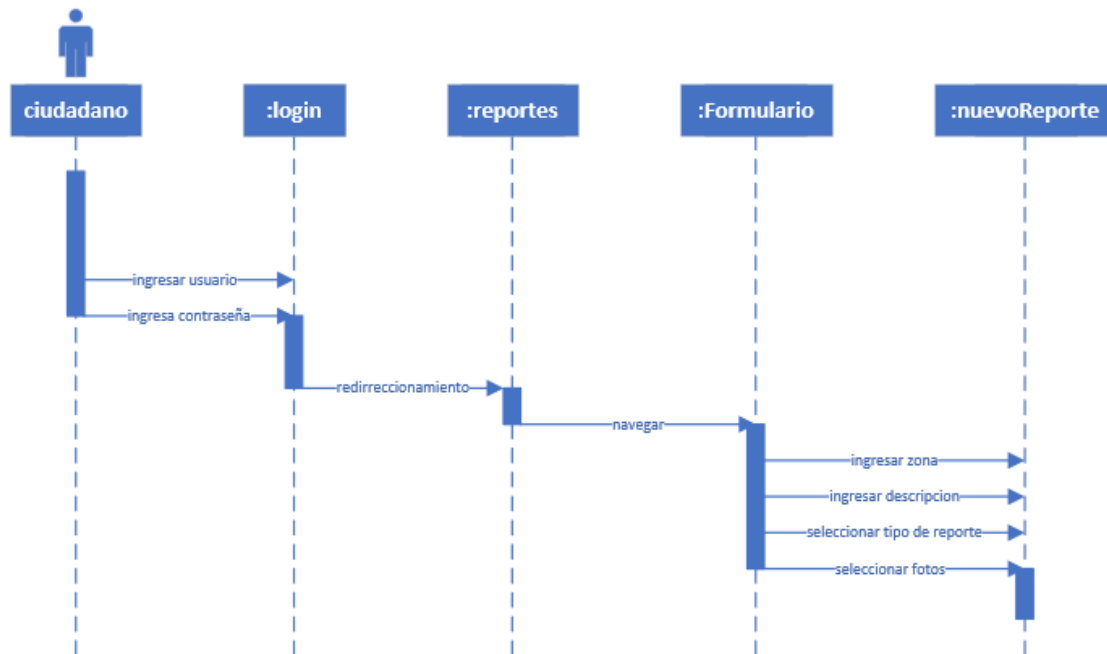 ciudadano
:login
:reportes
:Formulario
:nuevoReporte
ingresar usuario
ingresa contraseña
redirreccionamiento
navegar
ingresar zona
ingresar descripcion
seleccionar tipo de reporte
seleccionar fotos